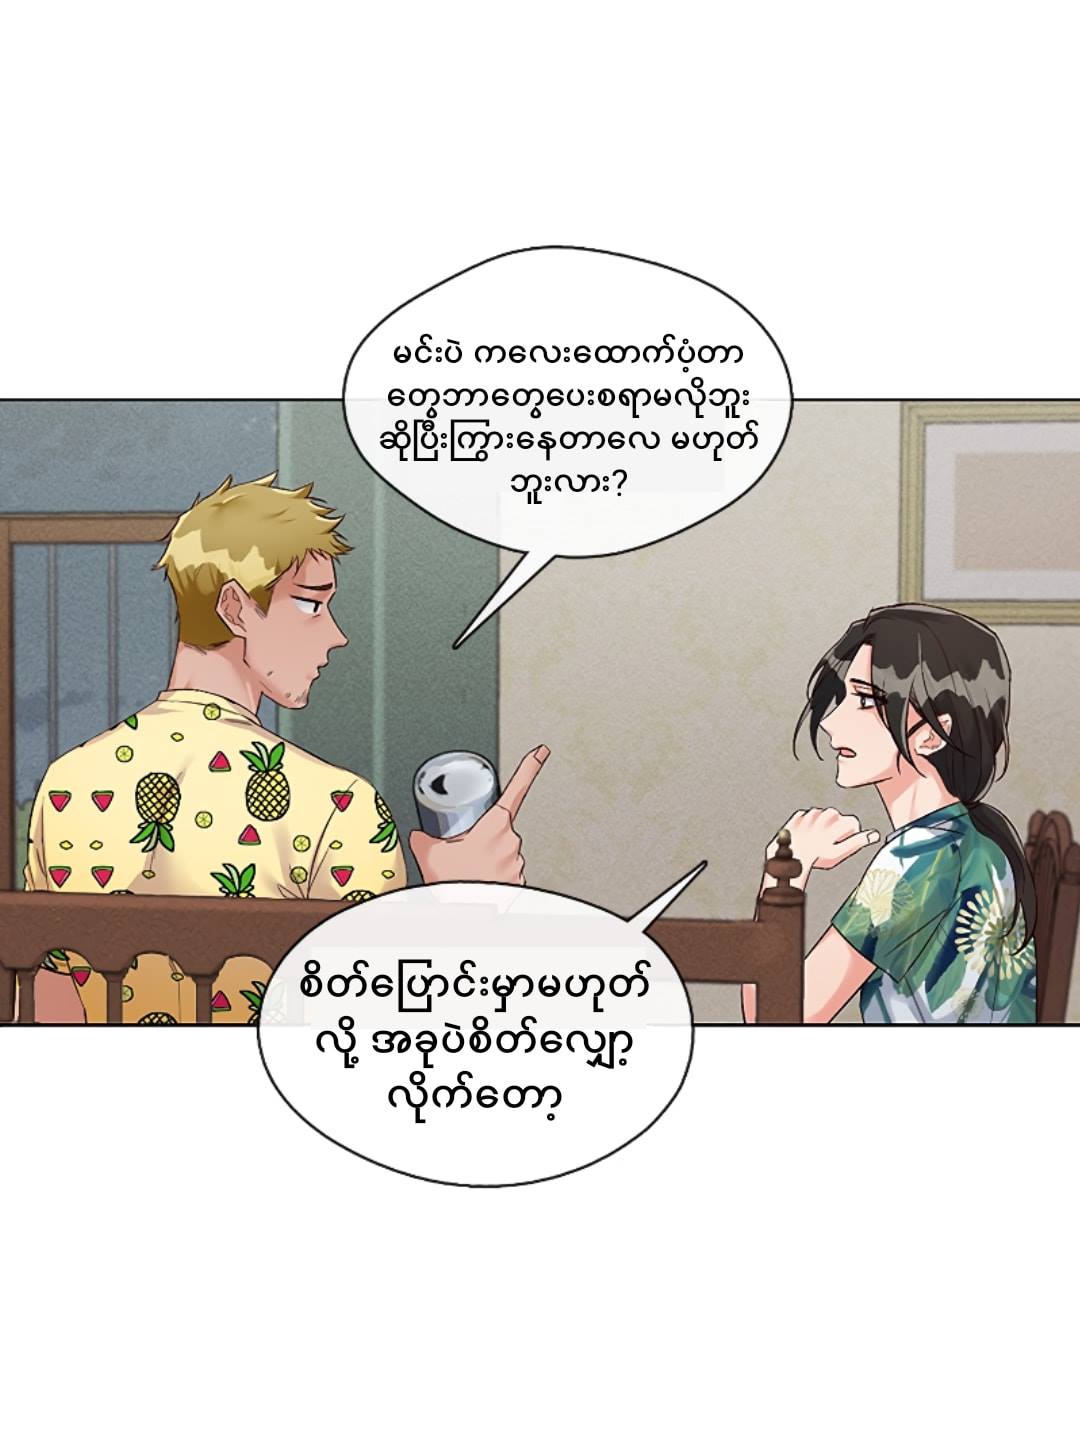 မင်းပဲ ကလေးထောက်ပံ့တာ
တွေဘာတွေပေးစရာမလိုဘူး
ဆိုပြီးကြွားနေတာလေ မဟုတ်
ဘူးလား?
စိတ်ပြောင်းမှာမဟုတ်
လို့ အခုပဲစိတ်လျှော့
လိုက်တော့